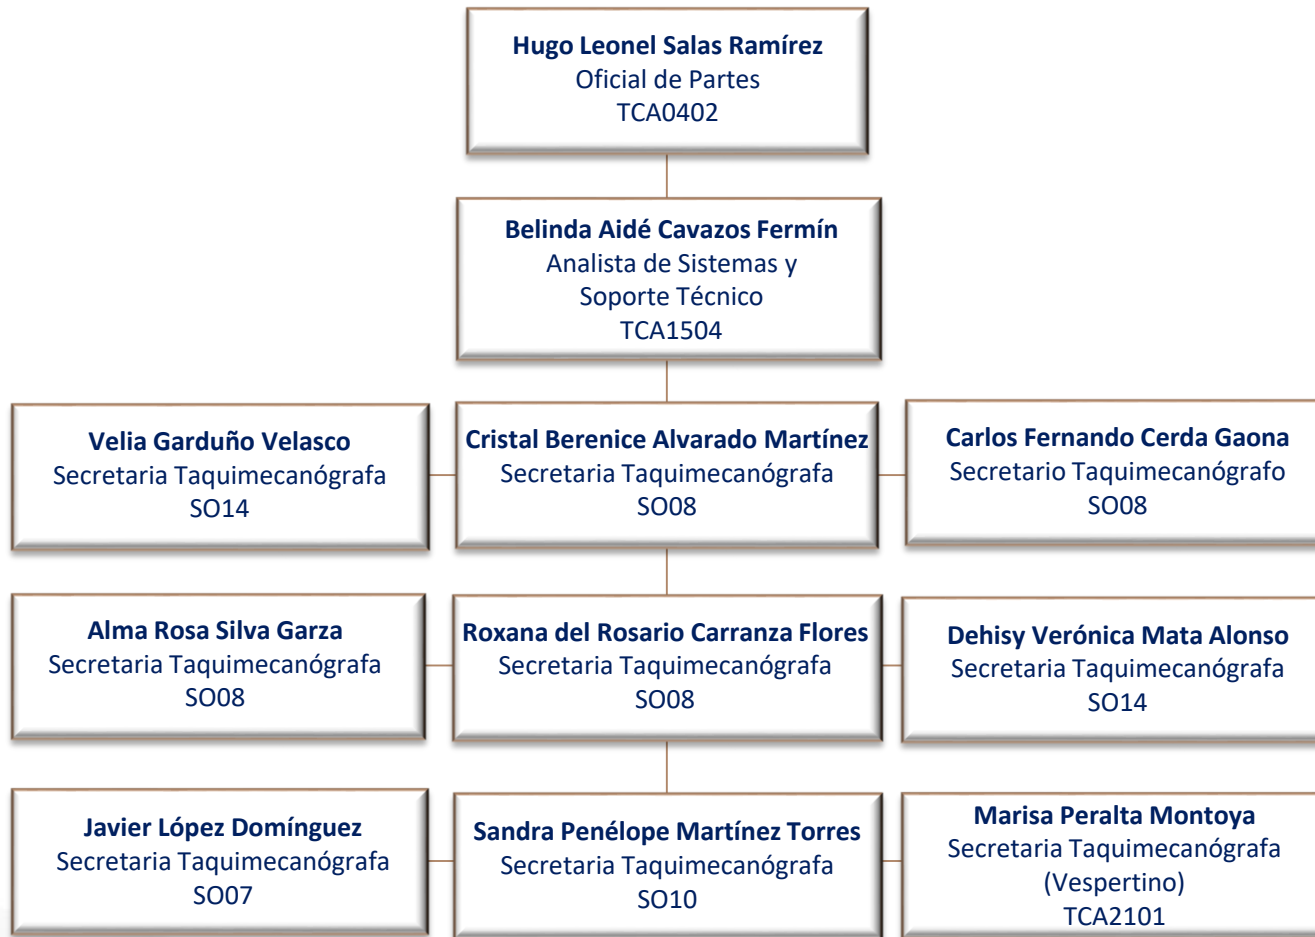 Hugo Leonel Salas Ramírez
Oficial de Partes
TCA0402
Belinda Aidé Cavazos Fermín
Analista de Sistemas y
Soporte Técnico
TCA1504
Velia Garduño Velasco
Secretaria Taquimecanógrafa
SO14
Cristal Berenice Alvarado Martínez
Secretaria Taquimecanógrafa
SO08
Carlos Fernando Cerda Gaona
Secretario Taquimecanógrafo
SO08
Alma Rosa Silva Garza
Secretaria Taquimecanógrafa
SO08
Roxana del Rosario Carranza Flores
Secretaria Taquimecanógrafa
SO08
Dehisy Verónica Mata Alonso
Secretaria Taquimecanógrafa
SO14
Javier López Domínguez
Secretaria Taquimecanógrafa
SO07
Sandra Penélope Martínez Torres
Secretaria Taquimecanógrafa
SO10
Marisa Peralta Montoya
Secretaria Taquimecanógrafa
(Vespertino)
TCA2101